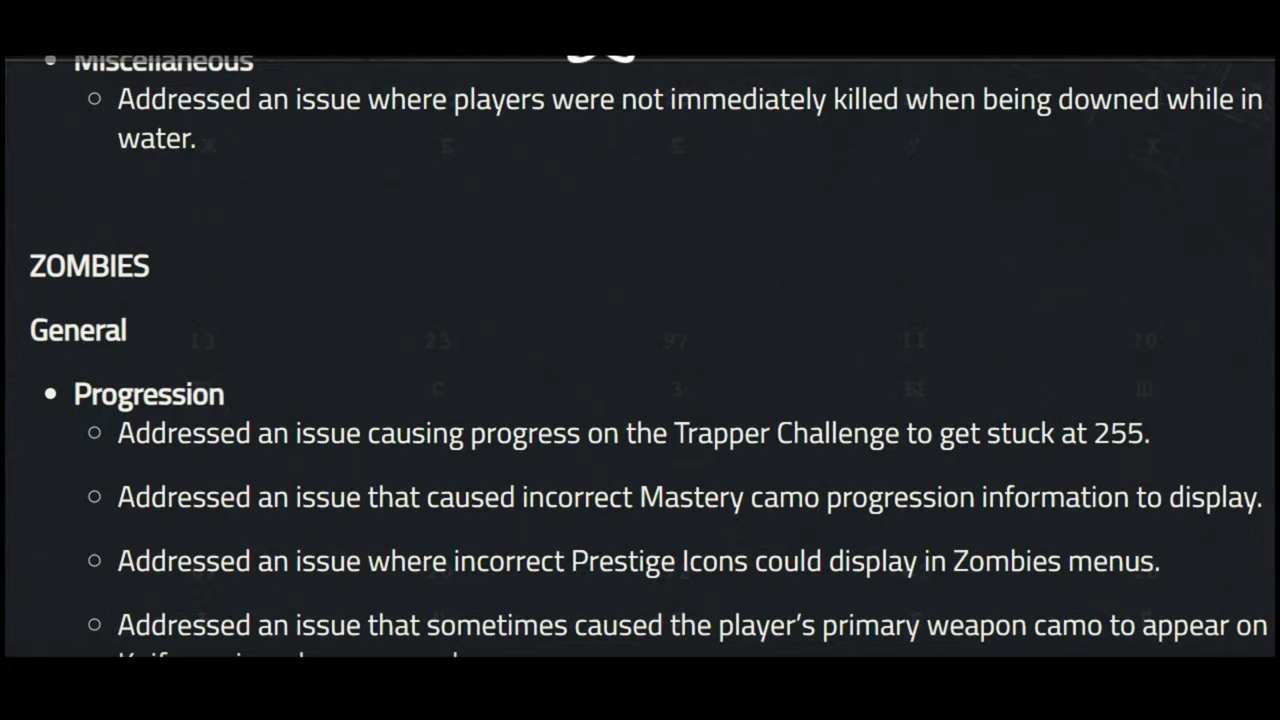 Miscellaneous
Addressed an issue where players were not immediately killed when being downed while in
water.
ZOMBIES
General
Progression
Addressed an issue causing progress on the Trapper Challenge to get stuck at 255.
Addressed an issue that caused incorrect Mastery camo progression information to display.
Addressed an issue where incorrect Prestige Icons could display in Zombies menus.
Addressed an issue that sometimes caused the player’s primary weapon camo to appear on